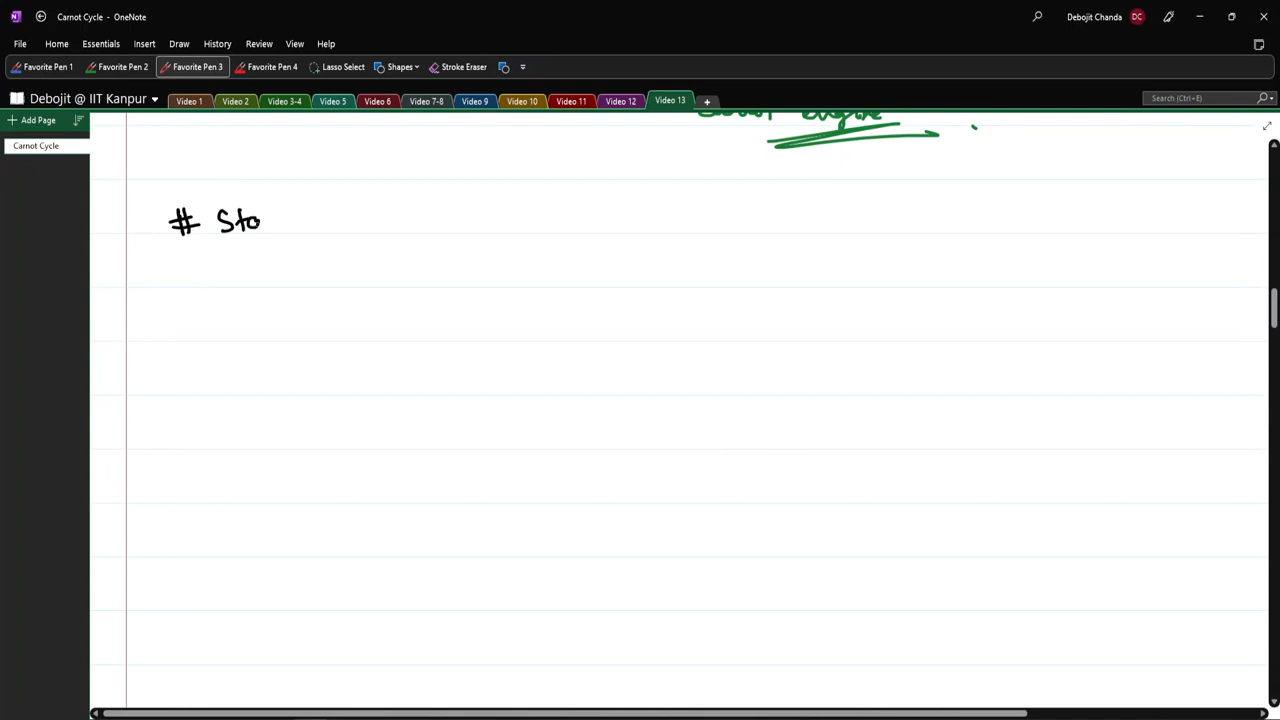 Carnot Cycle - OneNote
Debojit Chanda DC
File Home Essentials Insert Draw History Review View Help
Favorite Pen 1 Favorite Pen 2 Favorite Pen 3 Favorite Pen 4 Lasso Select Shapes Stroke Eraser
Debojit @ IIT Kanpur Video 1 Video 2 Video 3-4 Video 5 Video 6 Video 7-8 Video 9 Video 10 Video 11 Video 12 Video 13 + Search (Ctrl+E)
+ Add Page
engine
Carnot Cycle
# Sto